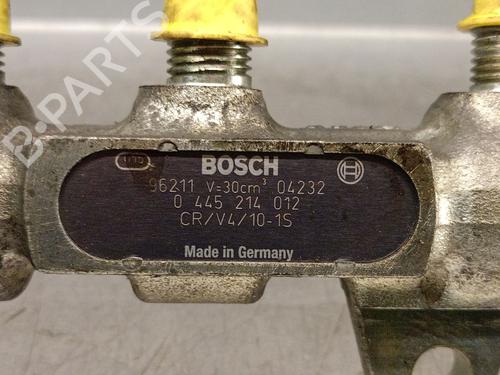 BOSCH
96211 V=30cm³ 04232
0 445 214 012
CR/V4/10-1S
Made in Germany
B-PARTS